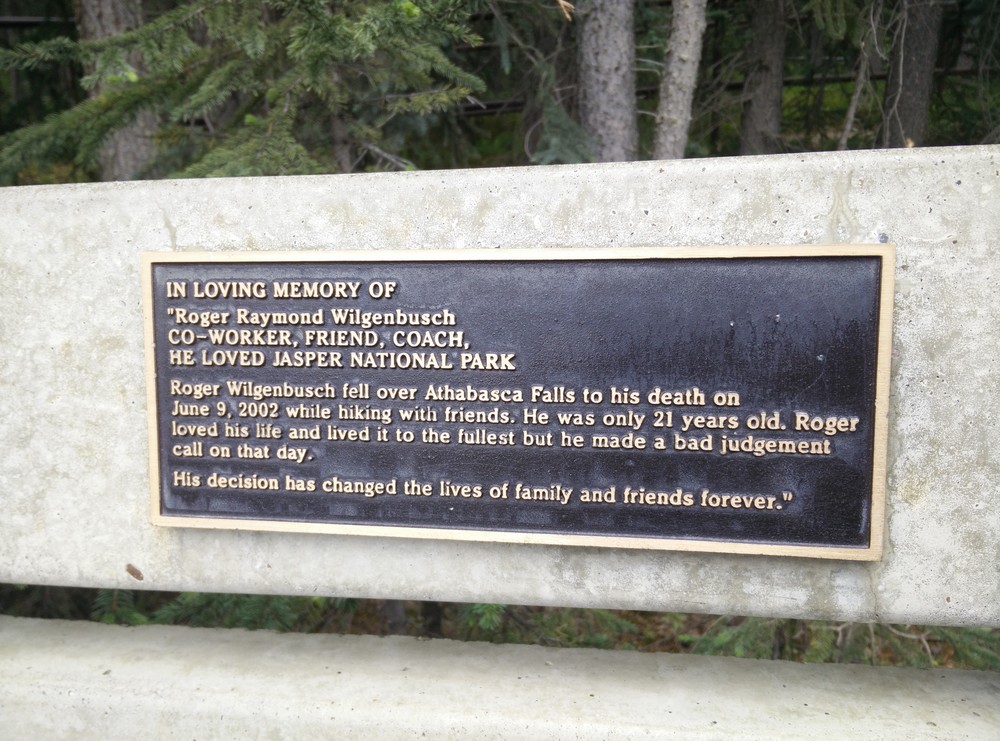 IN LOVING MEMORY OF
"Roger Raymond Wilgenbusch
CO-WORKER, FRIEND, COACH,
HE LOVED JASPER NATIONAL PARK
Roger Wilgenbusch fell over Athabasca Falls to his death on
June 9, 2002 while hiking with friends. He was only 21 years old. Roger
loved his life and lived it to the fullest but he made a bad judgement
call on that day.
His decision has changed the lives of family and friends forever."